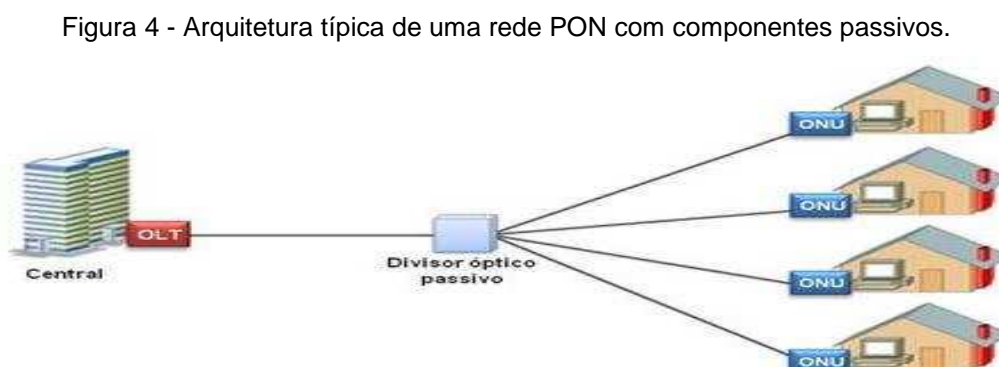 Figura 4 - Arquitetura típica de uma rede PON com componentes passivos.
ONU
ONU
OLT
Central
Divisor óptico
passivo
ONU
ONU